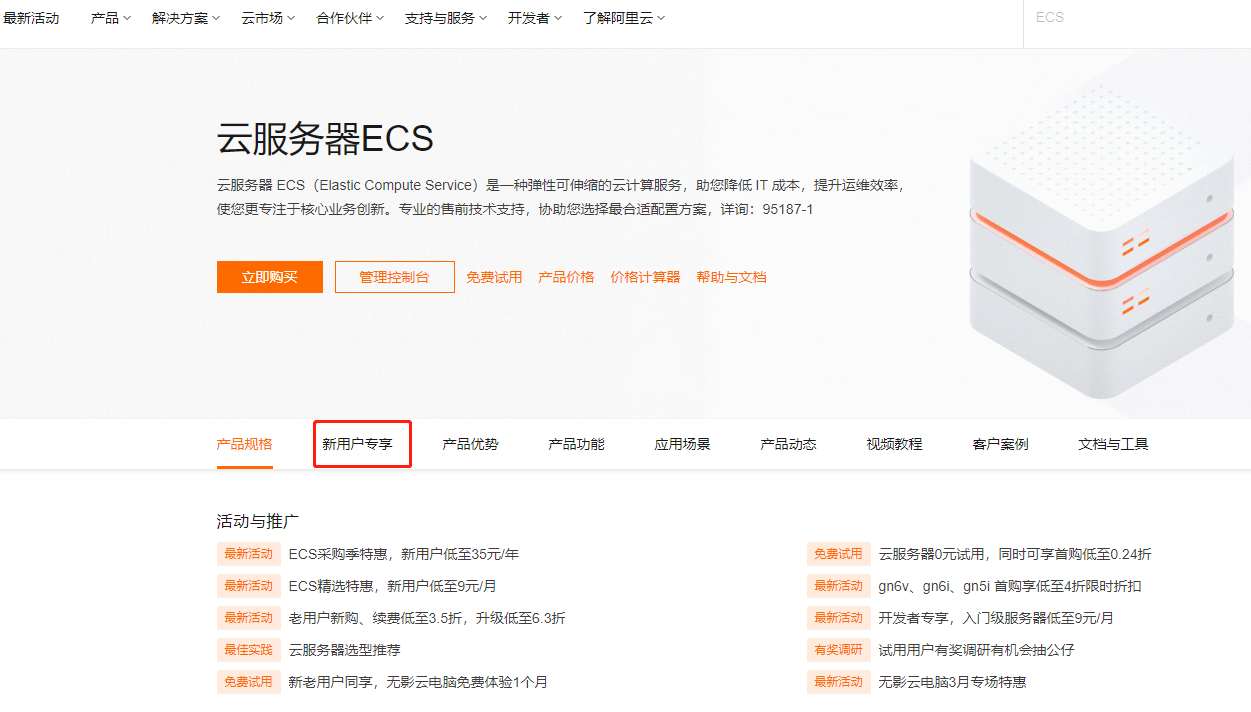 最新活动 产品 解决方案 云市场 合作伙伴 支持与服务 开发者 了解阿里云 ECS
云服务器ECS
云服务器 ECS（Elastic Compute Service）是一种弹性可伸缩的云计算服务，助您降低 IT 成本，提升运维效率，
使您更专注于核心业务创新。专业的售前技术支持，协助您选择最合适配置方案，详询：95187-1
立即购买 管理控制台 免费试用 产品价格 价格计算器 帮助与文档
产品规格 新用户专享 产品优势 产品功能 应用场景 产品动态 视频教程 客户案例 文档与工具
活动与推广
最新活动 ECS采购季特惠，新用户低至35元/年 免费试用 云服务器0元试用，同时可享首购低至0.24折
最新活动 ECS精选特惠，新用户低至9元/月 最新活动 gn6v、gn6i、gn5i 首购享低至4折限时折扣
最新活动 老用户新购、续费低至3.5折，升级低至6.3折 最新活动 开发者专享，入门级服务器低至9元/月
最佳实践 云服务器选型推荐 有奖调研 试用用户有奖调研有机会抽公仔
免费试用 新老用户同享，无影云电脑免费体验1个月 最新活动 无影云电脑3月专场特惠